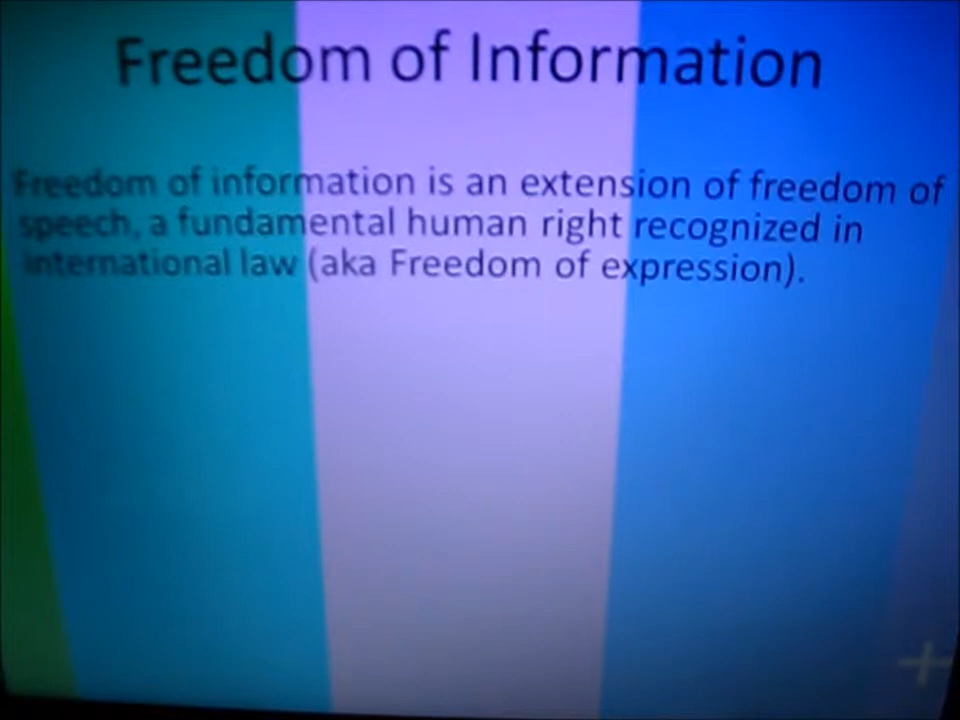 Freedom of Information
Freedom of information is an extension of freedom of
speech, a fundamental human right recognized in
international law (aka Freedom of expression).